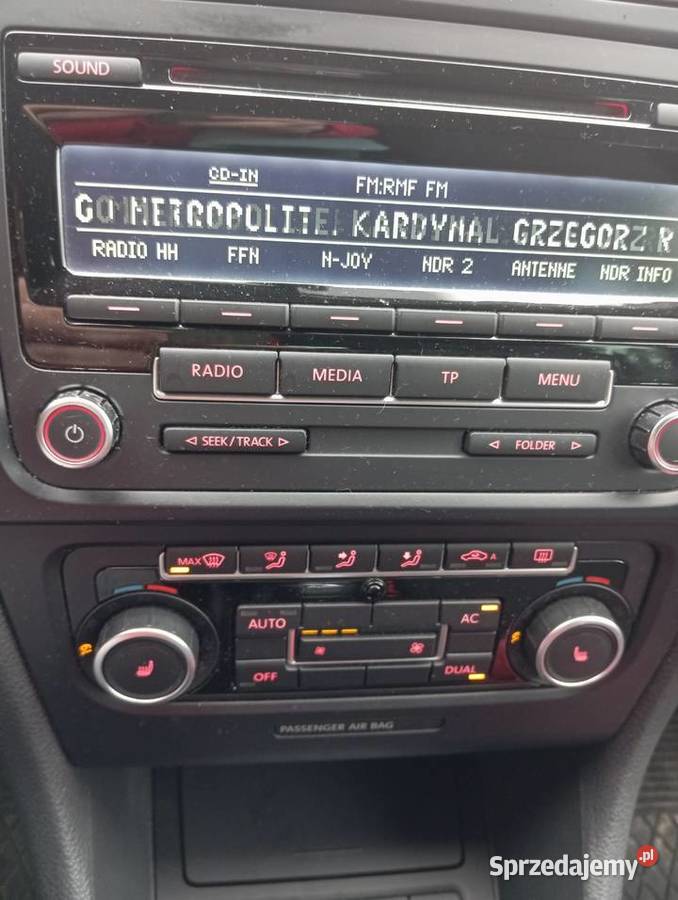 SOUND
CD-IN FM:RMF FM
METROPOLITE KARDYNAL GRZEGORZ R
RADIO HH FFN N-JOY NDR 2 ANTENNE NDR INFO
RADIO MEDIA TP MENU
SEEK/TRACK FOLDER
MAX A
AUTO AC
OFF DUAL
PASSENGER AIR BAG
Sprzedajemy.pl